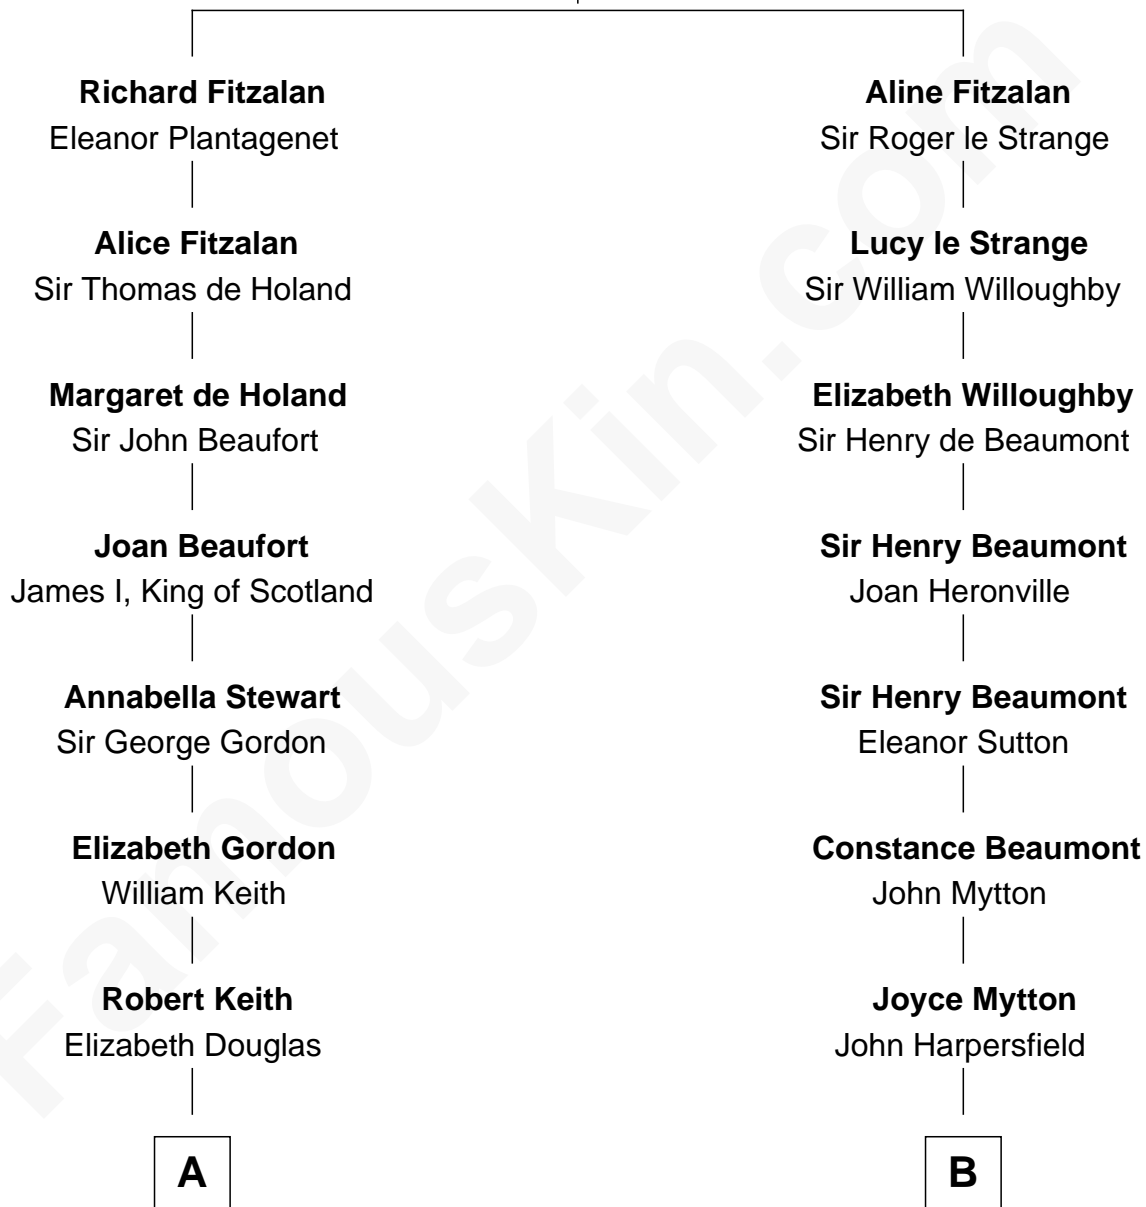 Richard Fitzalan
Eleanor Plantagenet
Alice Fitzalan
Sir Thomas de Holand
Margaret de Holand
Sir John Beaufort
Joan Beaufort
James I, King of Scotland
Annabella Stewart
Sir George Gordon
Elizabeth Gordon
William Keith
Robert Keith
Elizabeth Douglas
A
Aline Fitzalan
Sir Roger le Strange
Lucy le Strange
Sir William Willoughby
Elizabeth Willoughby
Sir Henry de Beaumont
Sir Henry Beaumont
Joan Heronville
Sir Henry Beaumont
Eleanor Sutton
Constance Beaumont
John Mytton
Joyce Mytton
John Harpersfield
B
FamousKin.com